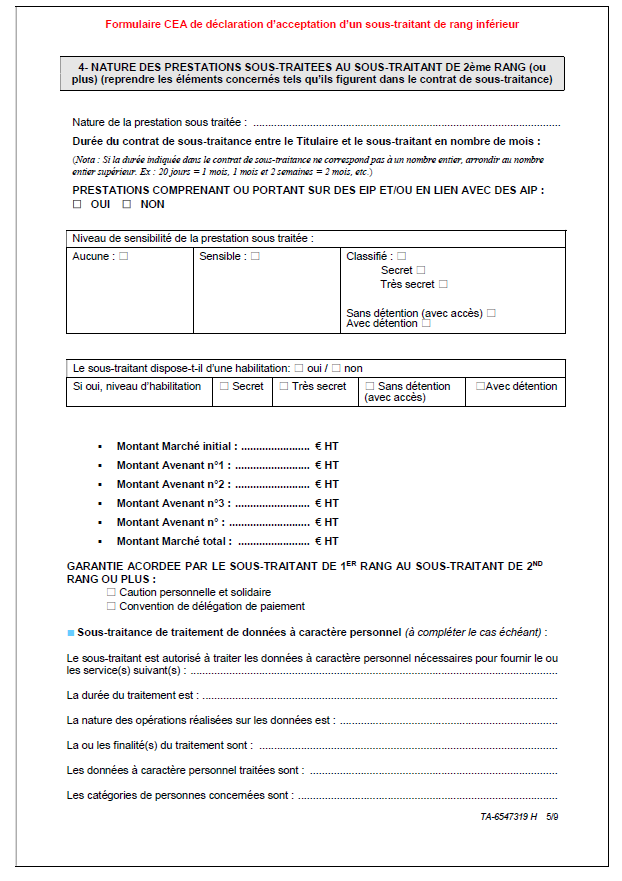 Formulaire CEA de déclaration d'acceptation d'un sous-traitant de rang inférieur
4- NATURE DES PRESTATIONS SOUS-TRAITEES AU SOUS-TRAITANT DE 2ème RANG (ou
plus) (reprendre les éléments concernés tels qu'ils figurent dans le contrat de sous-traitance)
Nature de la prestation sous traitée : ........................................................................................................
Durée du contrat de sous-traitance entre le Titulaire et le sous-traitant en nombre de mois :
(Nota : Si la durée indiquée dans le contrat de sous-traitance ne correspond pas à un nombre entier, arrondir au nombre
entier supérieur. Ex : 20 jours = 1 mois, 1 mois et 2 semaines = 2 mois, etc.)
PRESTATIONS COMPRENANT OU PORTANT SUR DES EIP ET/OU EN LIEN AVEC DES AIP :
☐ OUI ☐ NON
Niveau de sensibilité de la prestation sous traitée :
Aucune : ☐ Sensible : ☐ Classifié : ☐
Secret ☐
Très secret ☐
Sans détention (avec accès) ☐
Avec détention ☐
Le sous-traitant dispose-t-il d'une habilitation: ☐ oui / ☐ non
Si oui, niveau d'habilitation ☐ Secret ☐ Très secret ☐ Sans détention ☐Avec détention
(avec accès)
▪ Montant Marché initial : ....................... € HT
▪ Montant Avenant n°1 : ......................... € HT
▪ Montant Avenant n°2 : ......................... € HT
▪ Montant Avenant n°3 : ......................... € HT
▪ Montant Avenant n° : ........................... € HT
▪ Montant Marché total : ........................ € HT
GARANTIE ACCORDEE PAR LE SOUS-TRAITANT DE 1ER RANG AU SOUS-TRAITANT DE 2ND
RANG OU PLUS :
☐ Caution personnelle et solidaire
☐ Convention de délégation de paiement
■ Sous-traitance de traitement de données à caractère personnel (à compléter le cas échéant) :
Le sous-traitant est autorisé à traiter les données à caractère personnel nécessaires pour fournir le ou
les service(s) suivant(s) : ..........................................................................................................................
La durée du traitement est : .......................................................................................................................
La nature des opérations réalisées sur les données est : .........................................................................
La ou les finalité(s) du traitement sont : ....................................................................................................
Les données à caractère personnel traitées sont : ...................................................................................
Les catégories de personnes concernées sont : .......................................................................................
TA-6547319 H 5/9